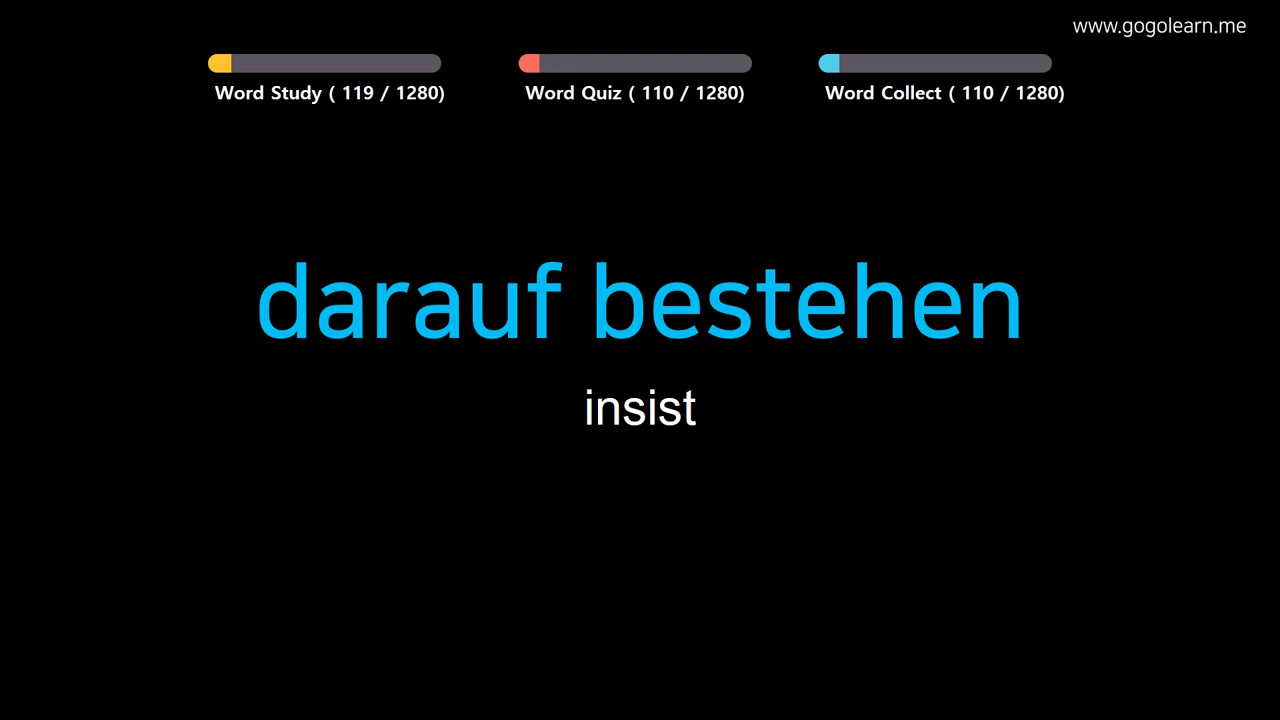 www.gogolearn.me
Word Study ( 119 / 1280)
Word Quiz ( 110 / 1280)
Word Collect ( 110 / 1280)
darauf bestehen
insist